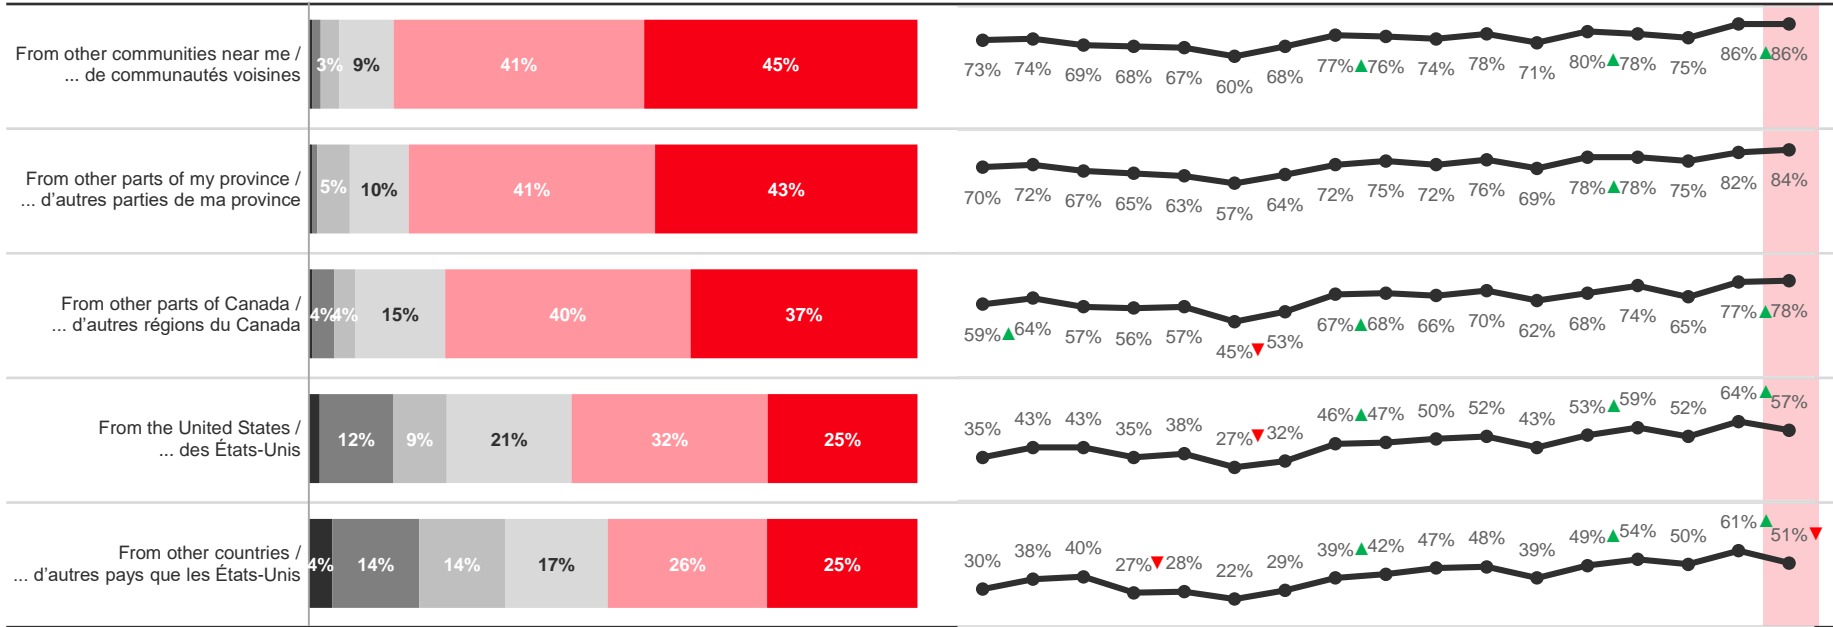 From other communities near me /
... de communautés voisines
3% 9% 41% 45%
73% 74% 69% 68% 67% 60% 68% 77% ▲ 76% 74% 78% 71% 80% ▲ 78% 75% 86% ▲ 86%
From other parts of my province /
... d'autres parties de ma province
5% 10% 41% 43%
70% 72% 67% 65% 63% 57% 64% 72% 75% 72% 76% 69% 78% ▲ 78% 75% 82% 84%
From other parts of Canada /
... d'autres régions du Canada
4% 4% 15% 40% 37%
59% ▲ 64% 57% 56% 57% 45% ▼ 53% 67% ▲ 68% 66% 70% 62% 68% 74% 65% 77% ▲ 78%
From the United States /
... des États-Unis
12% 9% 21% 32% 25%
35% 43% 43% 35% 38% 27% ▼ 32% 46% ▲ 47% 50% 52% 43% 53% ▲ 59% 52% 64% ▲ 57%
From other countries /
... d'autres pays que les États-Unis
4% 14% 14% 17% 26% 25%
30% 38% 40% 27% ▼ 28% 22% 29% 39% ▲ 42% 47% 48% 39% 49% ▲ 54% 50% 61% ▲ 51% ▼